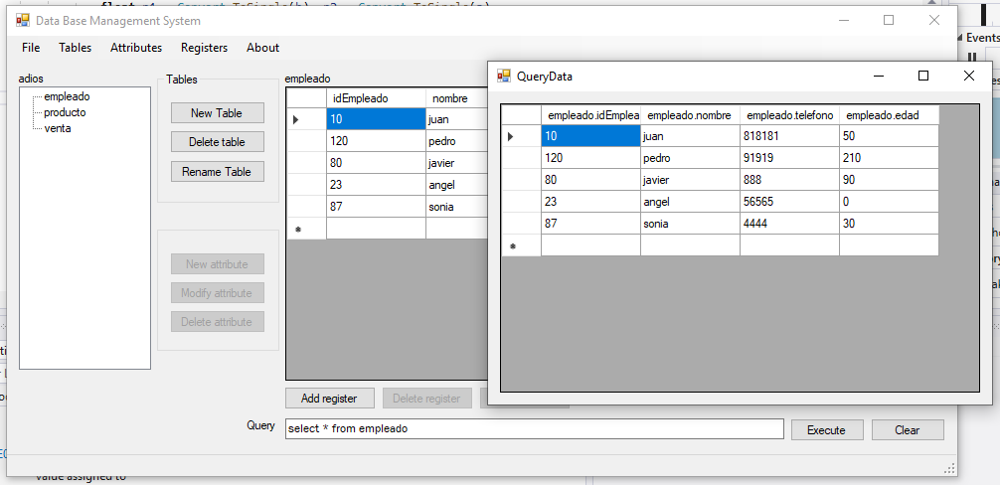 Data Base Management System
File Tables Attributes Registers About
adios
empleado
producto
venta
Tables
New Table
Delete table
Rename Table
New attribute
Modify attribute
Delete attribute
empleado
idEmpleado nombre
10 juan
120 pedro
80 javier
23 angel
87 sonia
Add register Delete register
Query select * from empleado Execute Clear
QueryData
empleado.idEmplea empleado.nombre empleado.telefono empleado.edad
10 juan 818181 50
120 pedro 91919 210
80 javier 888 90
23 angel 56565 0
87 sonia 4444 30
Events
value assigned to